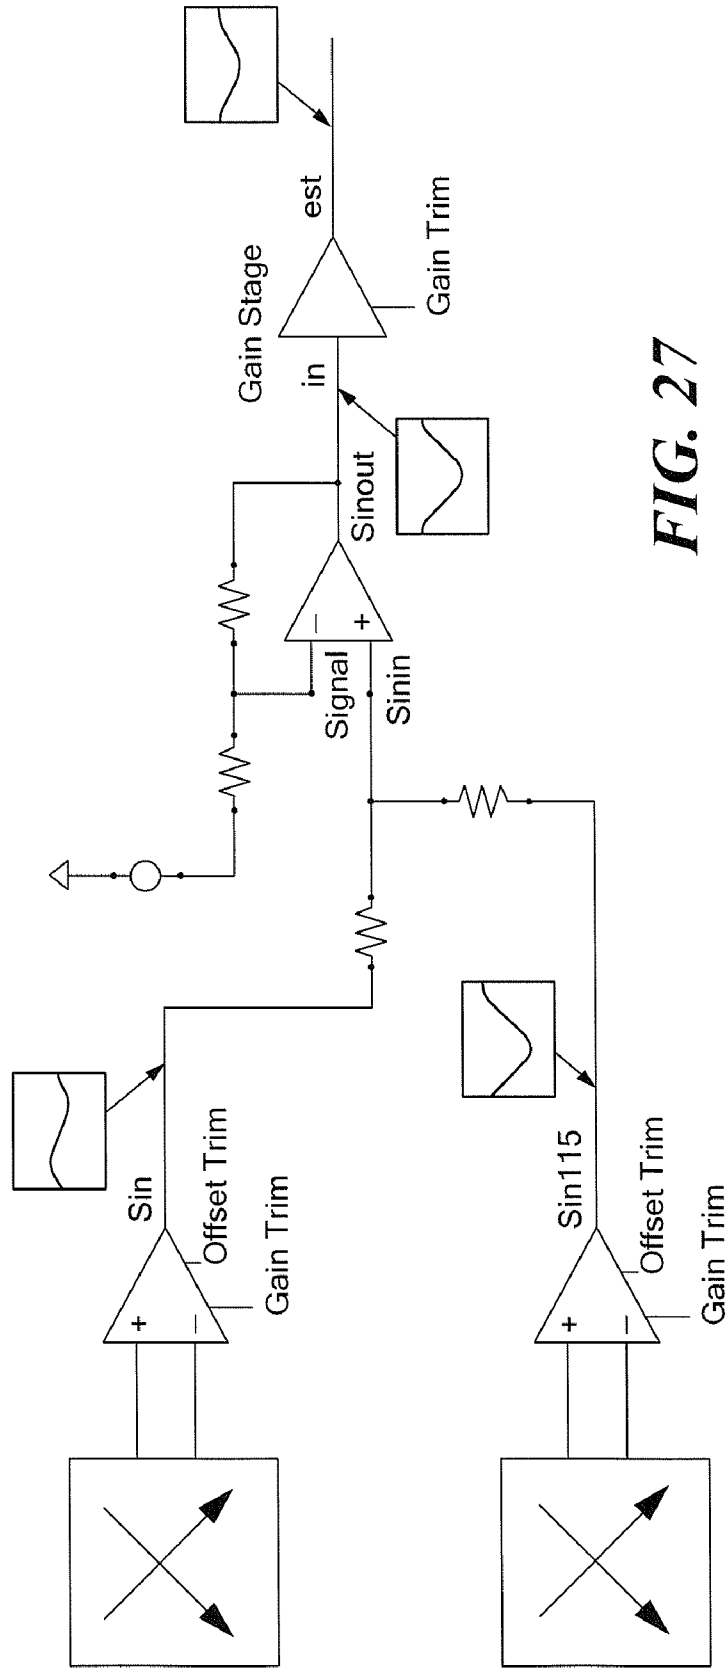 Sin
+
–
Offset Trim
Gain Trim
Sin115
+
–
Offset Trim
Gain Trim
Signal
Sinin
–
+
Sinout
Gain Stage
in
est
Gain Trim
FIG. 27